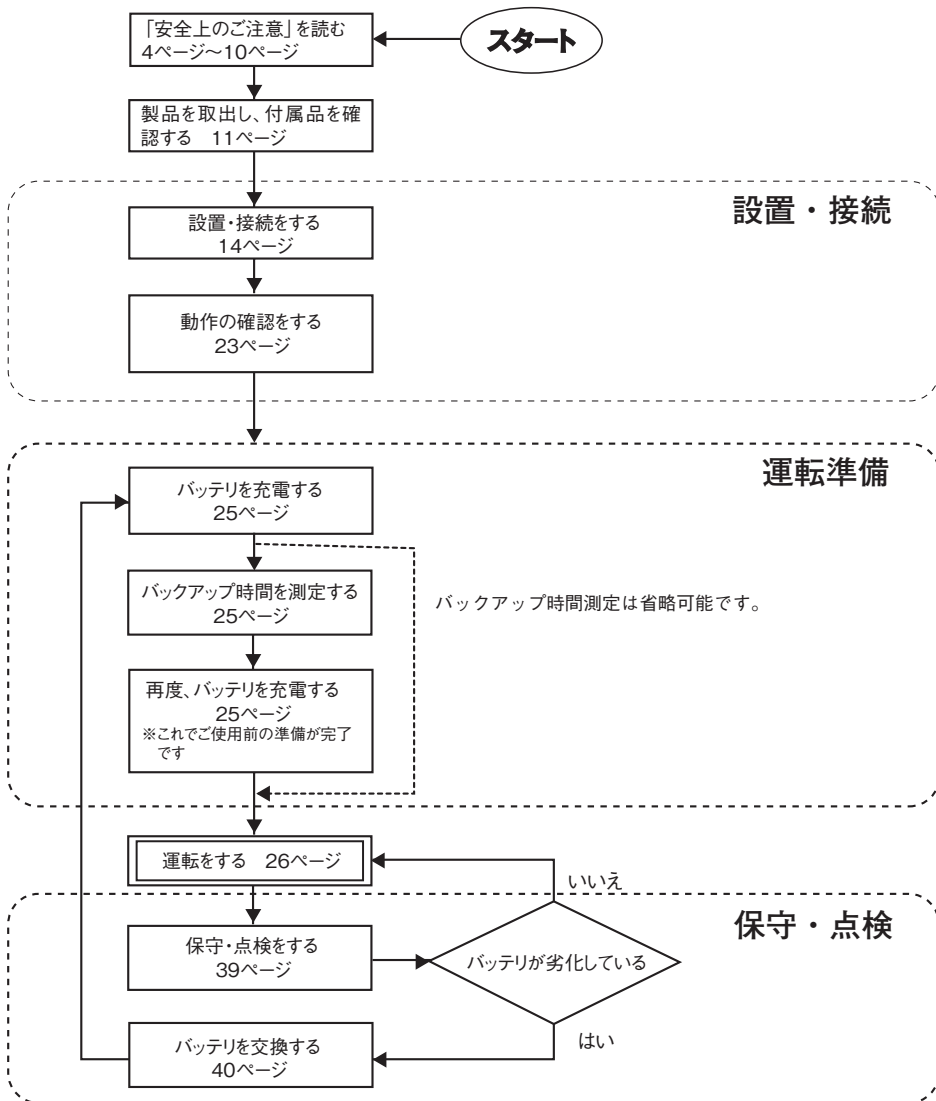 「安全上のご注意」を読む
4ページ～10ページ
スタート
製品を取出し、付属品を確
認する　11ページ
設置・接続
設置・接続をする
14ページ
動作の確認をする
23ページ
運転準備
バッテリを充電する
25ページ
バックアップ時間を測定する
25ページ
バックアップ時間測定は省略可能です。
再度、バッテリを充電する
25ページ
※これでご使用前の準備が完了
です
運転をする　26ページ
いいえ
保守・点検
保守・点検をする
39ページ
バッテリが劣化している
はい
バッテリを交換する
40ページ